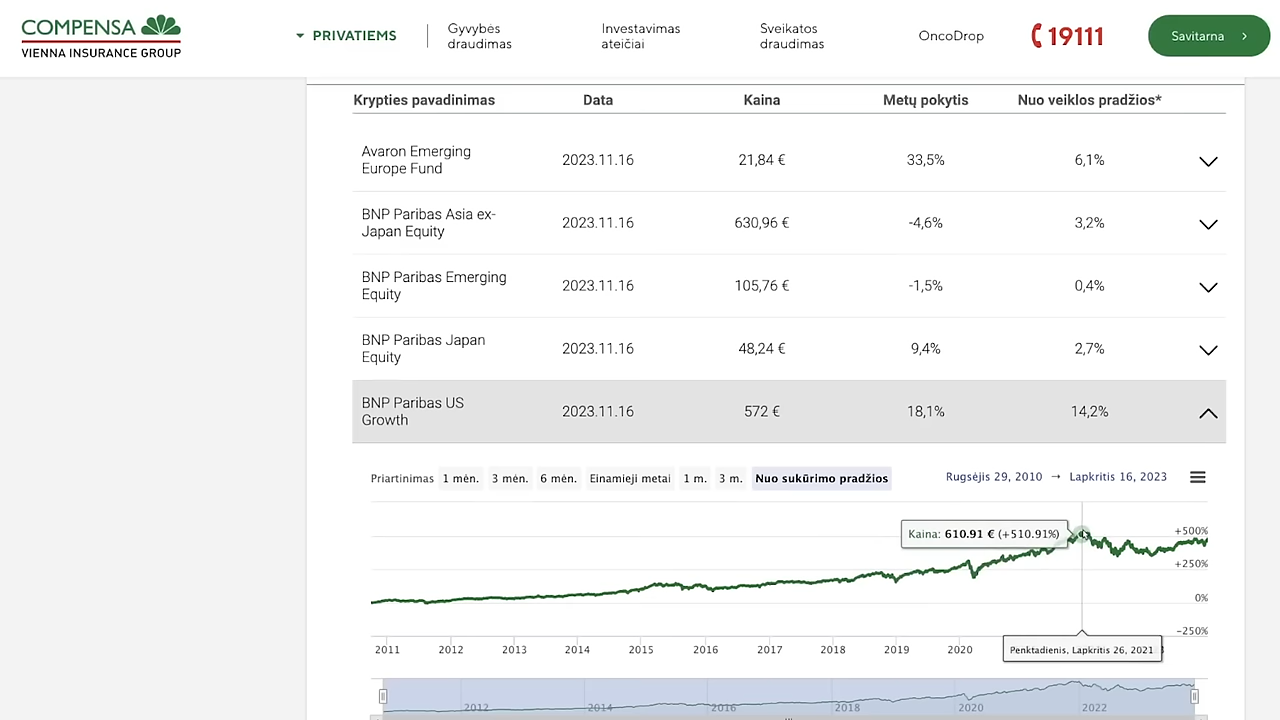 COMPENSA
VIENNA INSURANCE GROUP
PRIVATIEMS
Gyvybės
draudimas
Investavimas
ateičiai
Sveikatos
draudimas
OncoDrop
19111
Savitarna
Krypties pavadinimas Data Kaina Metų pokytis Nuo veiklos pradžios*
Avaron Emerging
Europe Fund
2023.11.16 21,84 € 33,5% 6,1%
BNP Paribas Asia ex-
Japan Equity
2023.11.16 630,96 € -4,6% 3,2%
BNP Paribas Emerging
Equity
2023.11.16 105,76 € -1,5% 0,4%
BNP Paribas Japan
Equity
2023.11.16 48,24 € 9,4% 2,7%
BNP Paribas US
Growth
2023.11.16 572 € 18,1% 14,2%
Priartinimas 1 mėn. 3 mėn. 6 mėn. Einamieji metai 1 m. 3 m. Nuo sukūrimo pradžios Rugsėjis 29, 2010 → Lapkritis 16, 2023
Kaina: 610.91 € (+510.91%)
+500%
+250%
0%
-250%
2011 2012 2013 2014 2015 2016 2017 2018 2019 2020
Penktadienis, Lapkritis 26, 2021
2012 2014 2016 2018 2020 2022